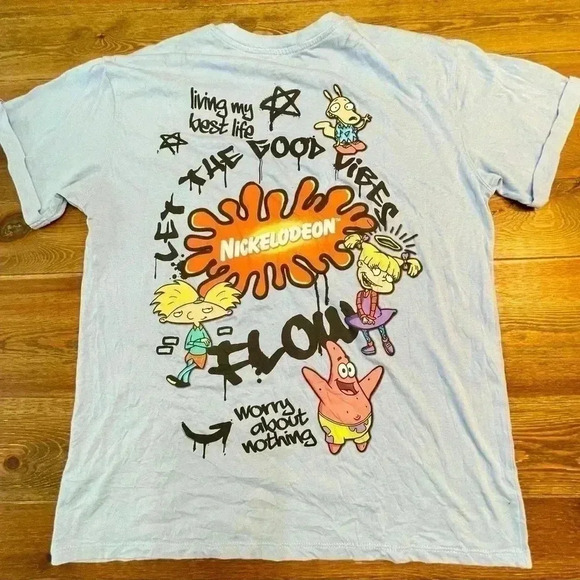 living my
best life
LET THE GOOD VIBES
NICKELODEON
FLOW
worry
about
nothing